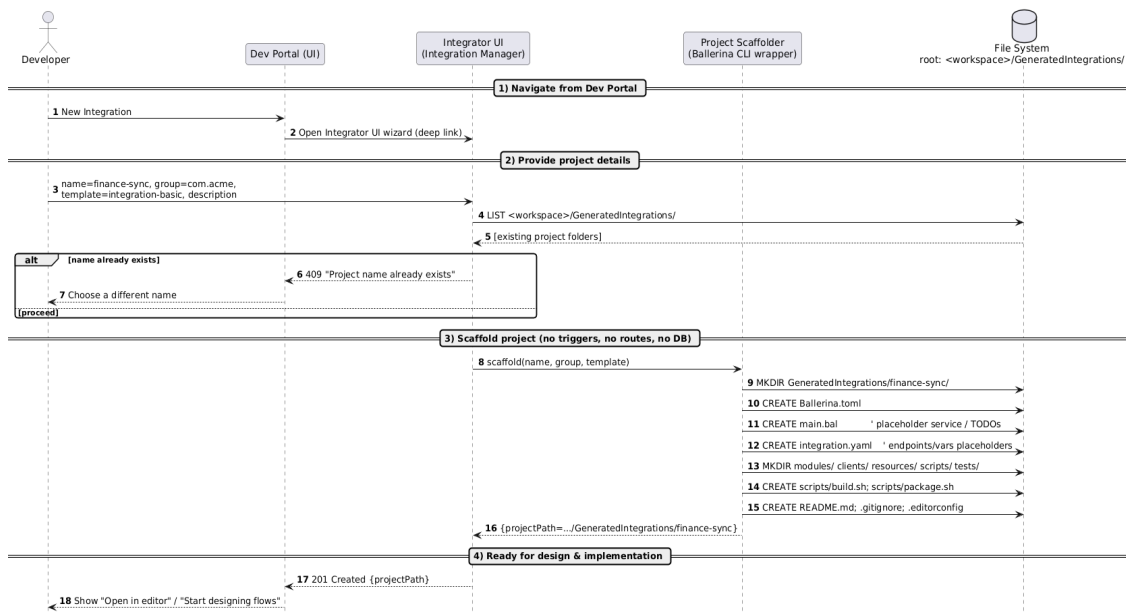 Developer
Dev Portal (UI)
Integrator UI
(Integration Manager)
Project Scaffolder
(Ballerina CLI wrapper)
File System
root: <workspace>/GeneratedIntegrations/
1) Navigate from Dev Portal
1 New Integration
2 Open Integrator UI wizard (deep link)
2) Provide project details
3 name=finance-sync, group=com.acme,
template=integration-basic, description
4 LIST <workspace>/GeneratedIntegrations/
5 [existing project folders]
alt [name already exists]
6 409 "Project name already exists"
7 Choose a different name
[proceed]
3) Scaffold project (no triggers, no routes, no DB)
8 scaffold(name, group, template)
9 MKDIR GeneratedIntegrations/finance-sync/
10 CREATE Ballerina.toml
11 CREATE main.bal ' placeholder service / TODOs
12 CREATE integration.yaml ' endpoints/vars placeholders
13 MKDIR modules/ clients/ resources/ scripts/ tests/
14 CREATE scripts/build.sh; scripts/package.sh
15 CREATE README.md; .gitignore; .editorconfig
16 {projectPath=.../GeneratedIntegrations/finance-sync}
4) Ready for design & implementation
17 201 Created {projectPath}
18 Show "Open in editor" / "Start designing flows"